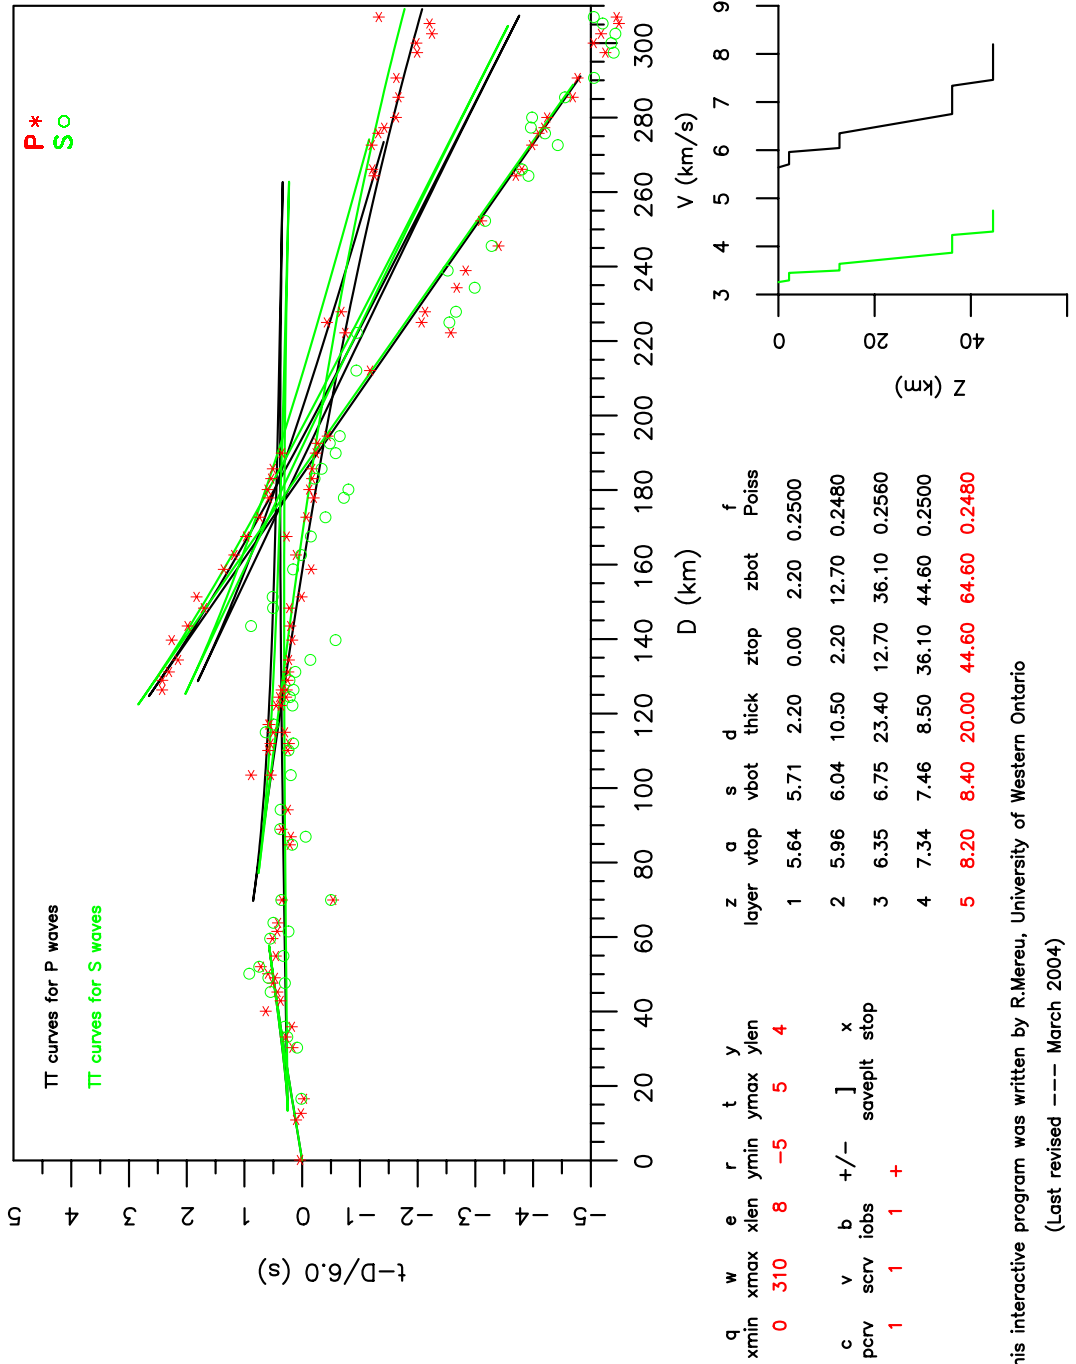 P *
S o
TT curves for P waves
TT curves for S waves
5
4
3
2
1
0
-1
-2
-3
-4
-5
t-D/6.0 (s)
0 20 40 60 80 100 120 140 160 180 200 220 240 260 280 300
D (km)
V (km/s)
3 4 5 6 7 8 9
0
20
40
Z (km)
q w e r t y
xmin xmax xlen ymin ymax ylen
0 310 8 -5 5 4
c v b +/- ] x
pcrv scrv iobs saveplt stop
1 1 1 +
z a s d f
layer vtop vbot thick ztop zbot Poiss
1 5.64 5.71 2.20 0.00 2.20 0.2500
2 5.96 6.04 10.50 2.20 12.70 0.2480
3 6.35 6.75 23.40 12.70 36.10 0.2560
4 7.34 7.46 8.50 36.10 44.60 0.2500
5 8.20 8.40 20.00 44.60 64.60 0.2480
his interactive program was written by R.Mereu, University of Western Ontario
(Last revised --- March 2004)